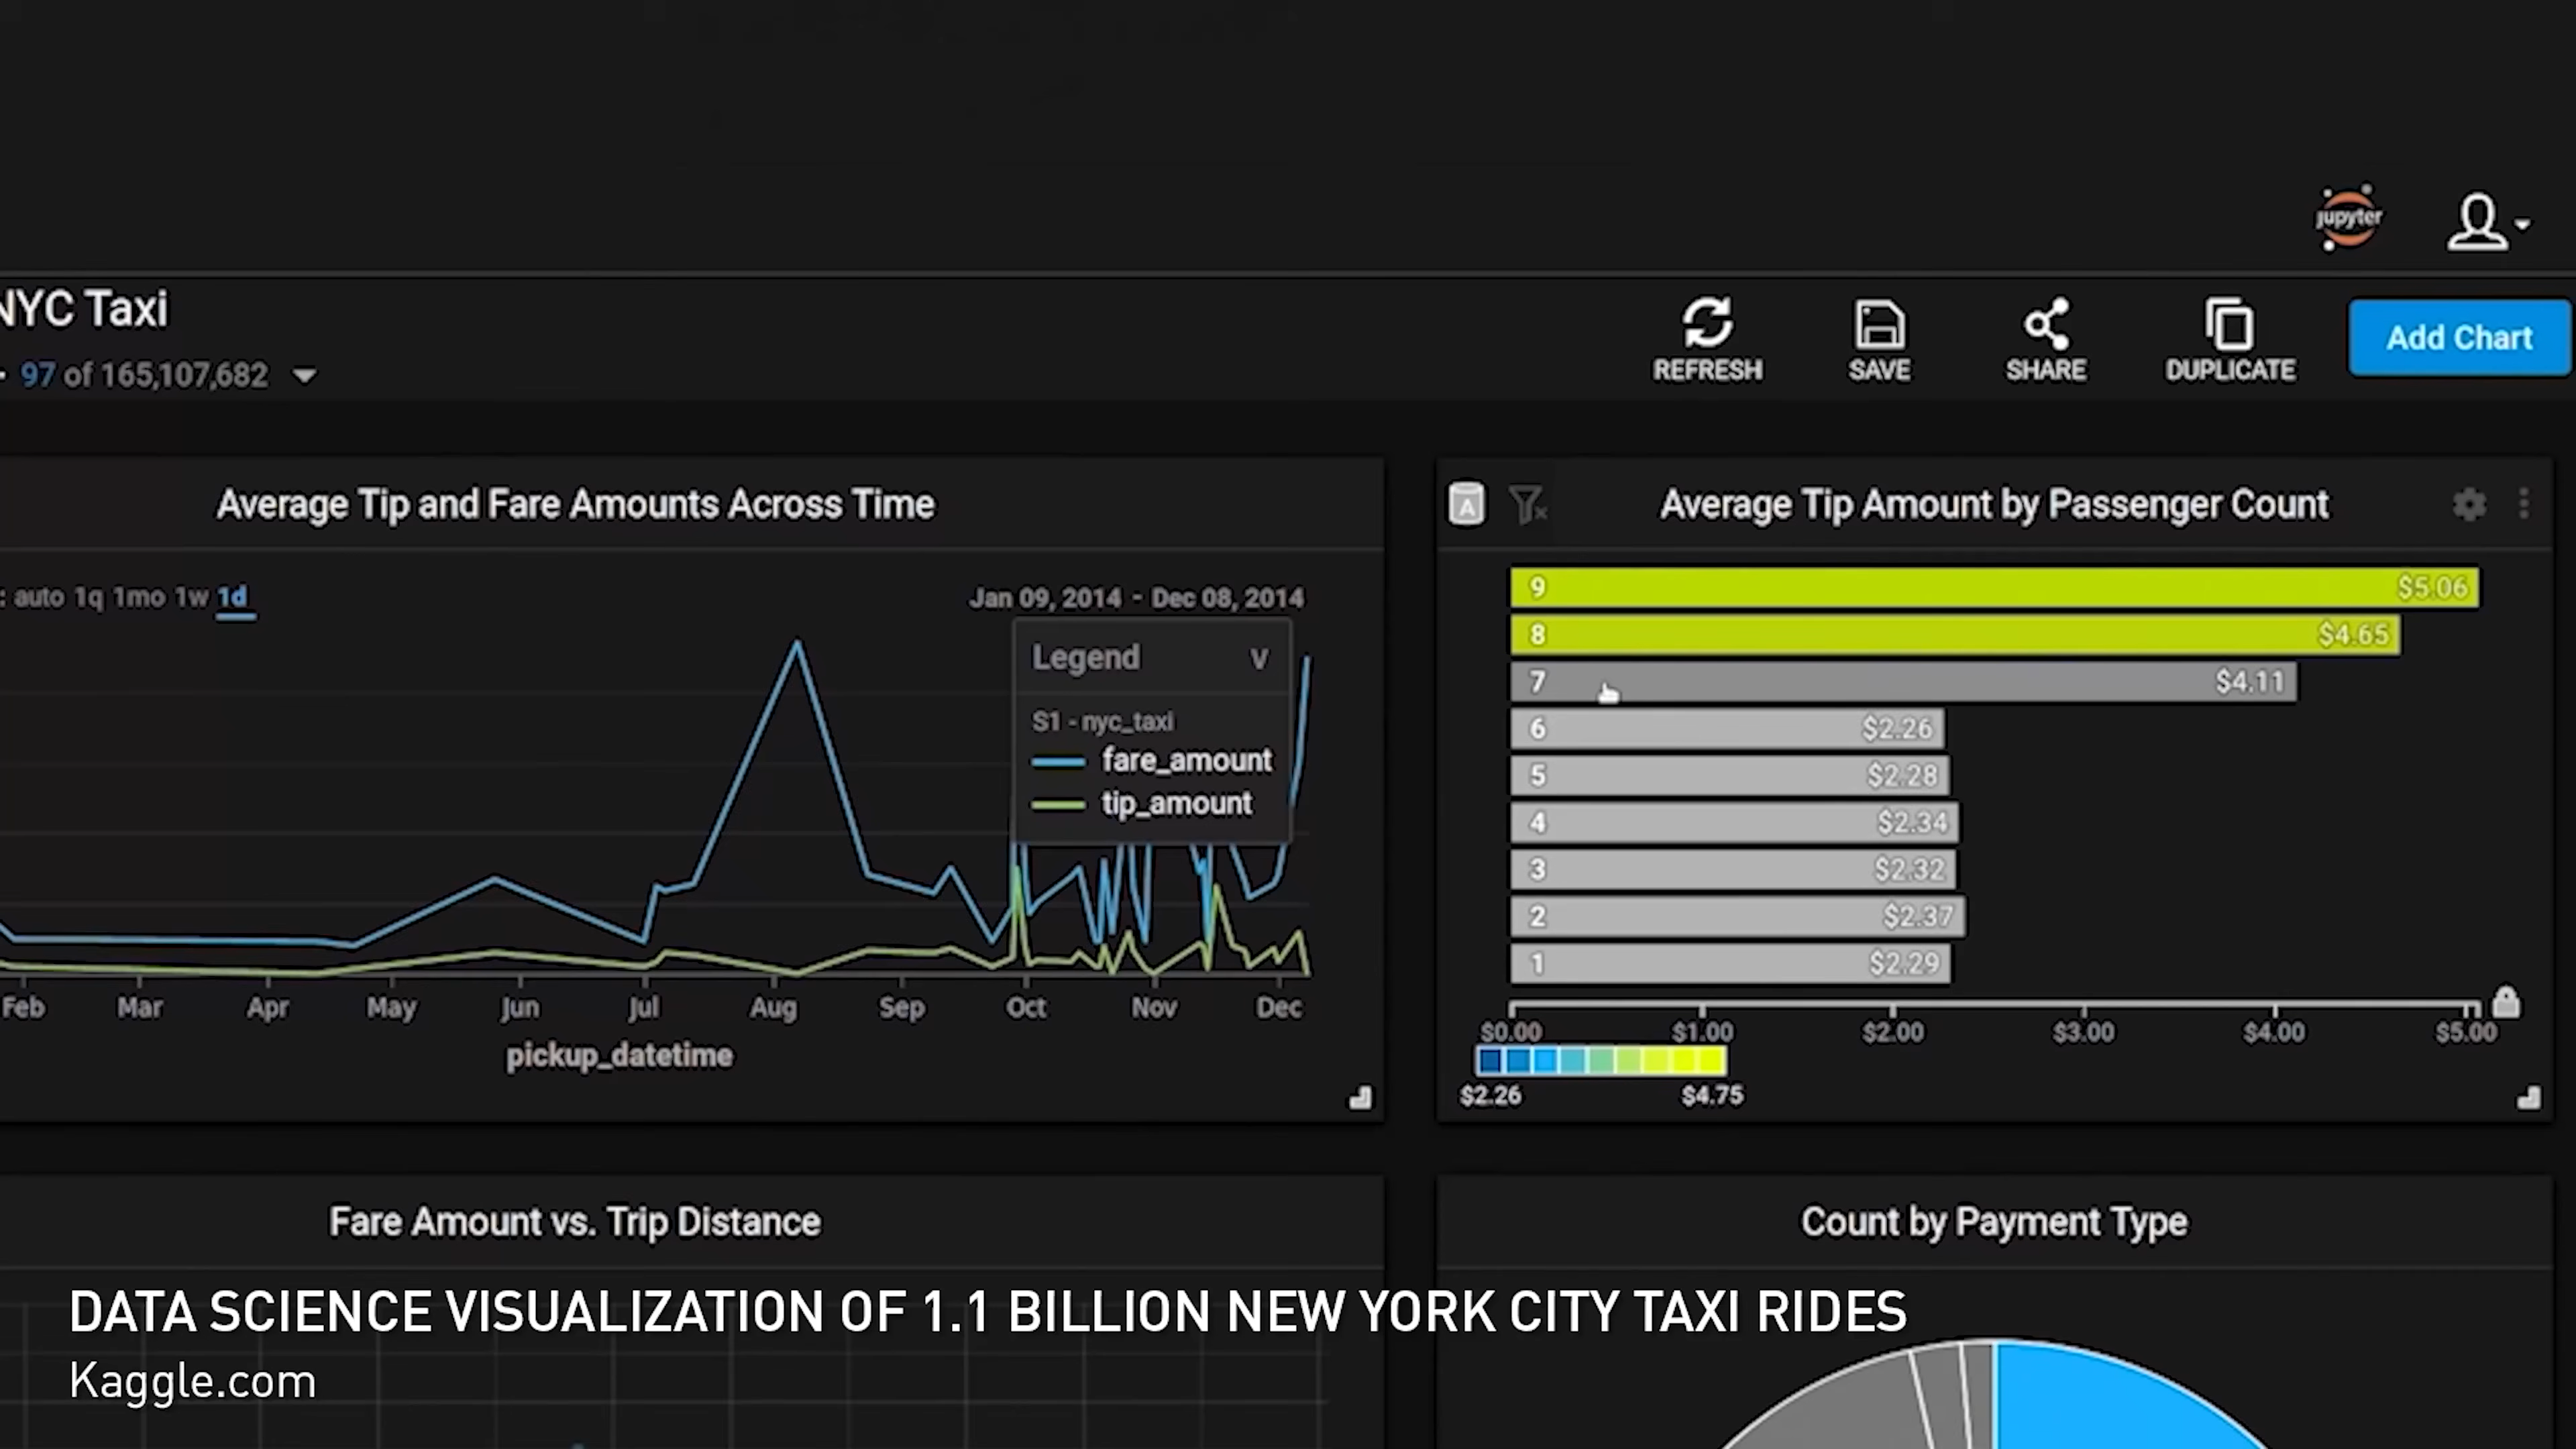 jupyter
NYC Taxi
97 of 165,107,682
REFRESH
SAVE
SHARE
DUPLICATE
Add Chart
Average Tip and Fare Amounts Across Time
: auto 1q 1mo 1w 1d
Jan 09, 2014 - Dec 08, 2014
Legend V
S1 - nyc_taxi
fare_amount
tip_amount
Feb Mar Apr May Jun Jul Aug Sep Oct Nov Dec
pickup_datetime
A
Average Tip Amount by Passenger Count
9 $5.06
8 $4.65
7 $4.11
6 $2.26
5 $2.28
4 $2.34
3 $2.32
2 $2.37
1 $2.29
$0.00 $1.00 $2.00 $3.00 $4.00 $5.00
$2.26 $4.75
Fare Amount vs. Trip Distance
Count by Payment Type
DATA SCIENCE VISUALIZATION OF 1.1 BILLION NEW YORK CITY TAXI RIDES
Kaggle.com